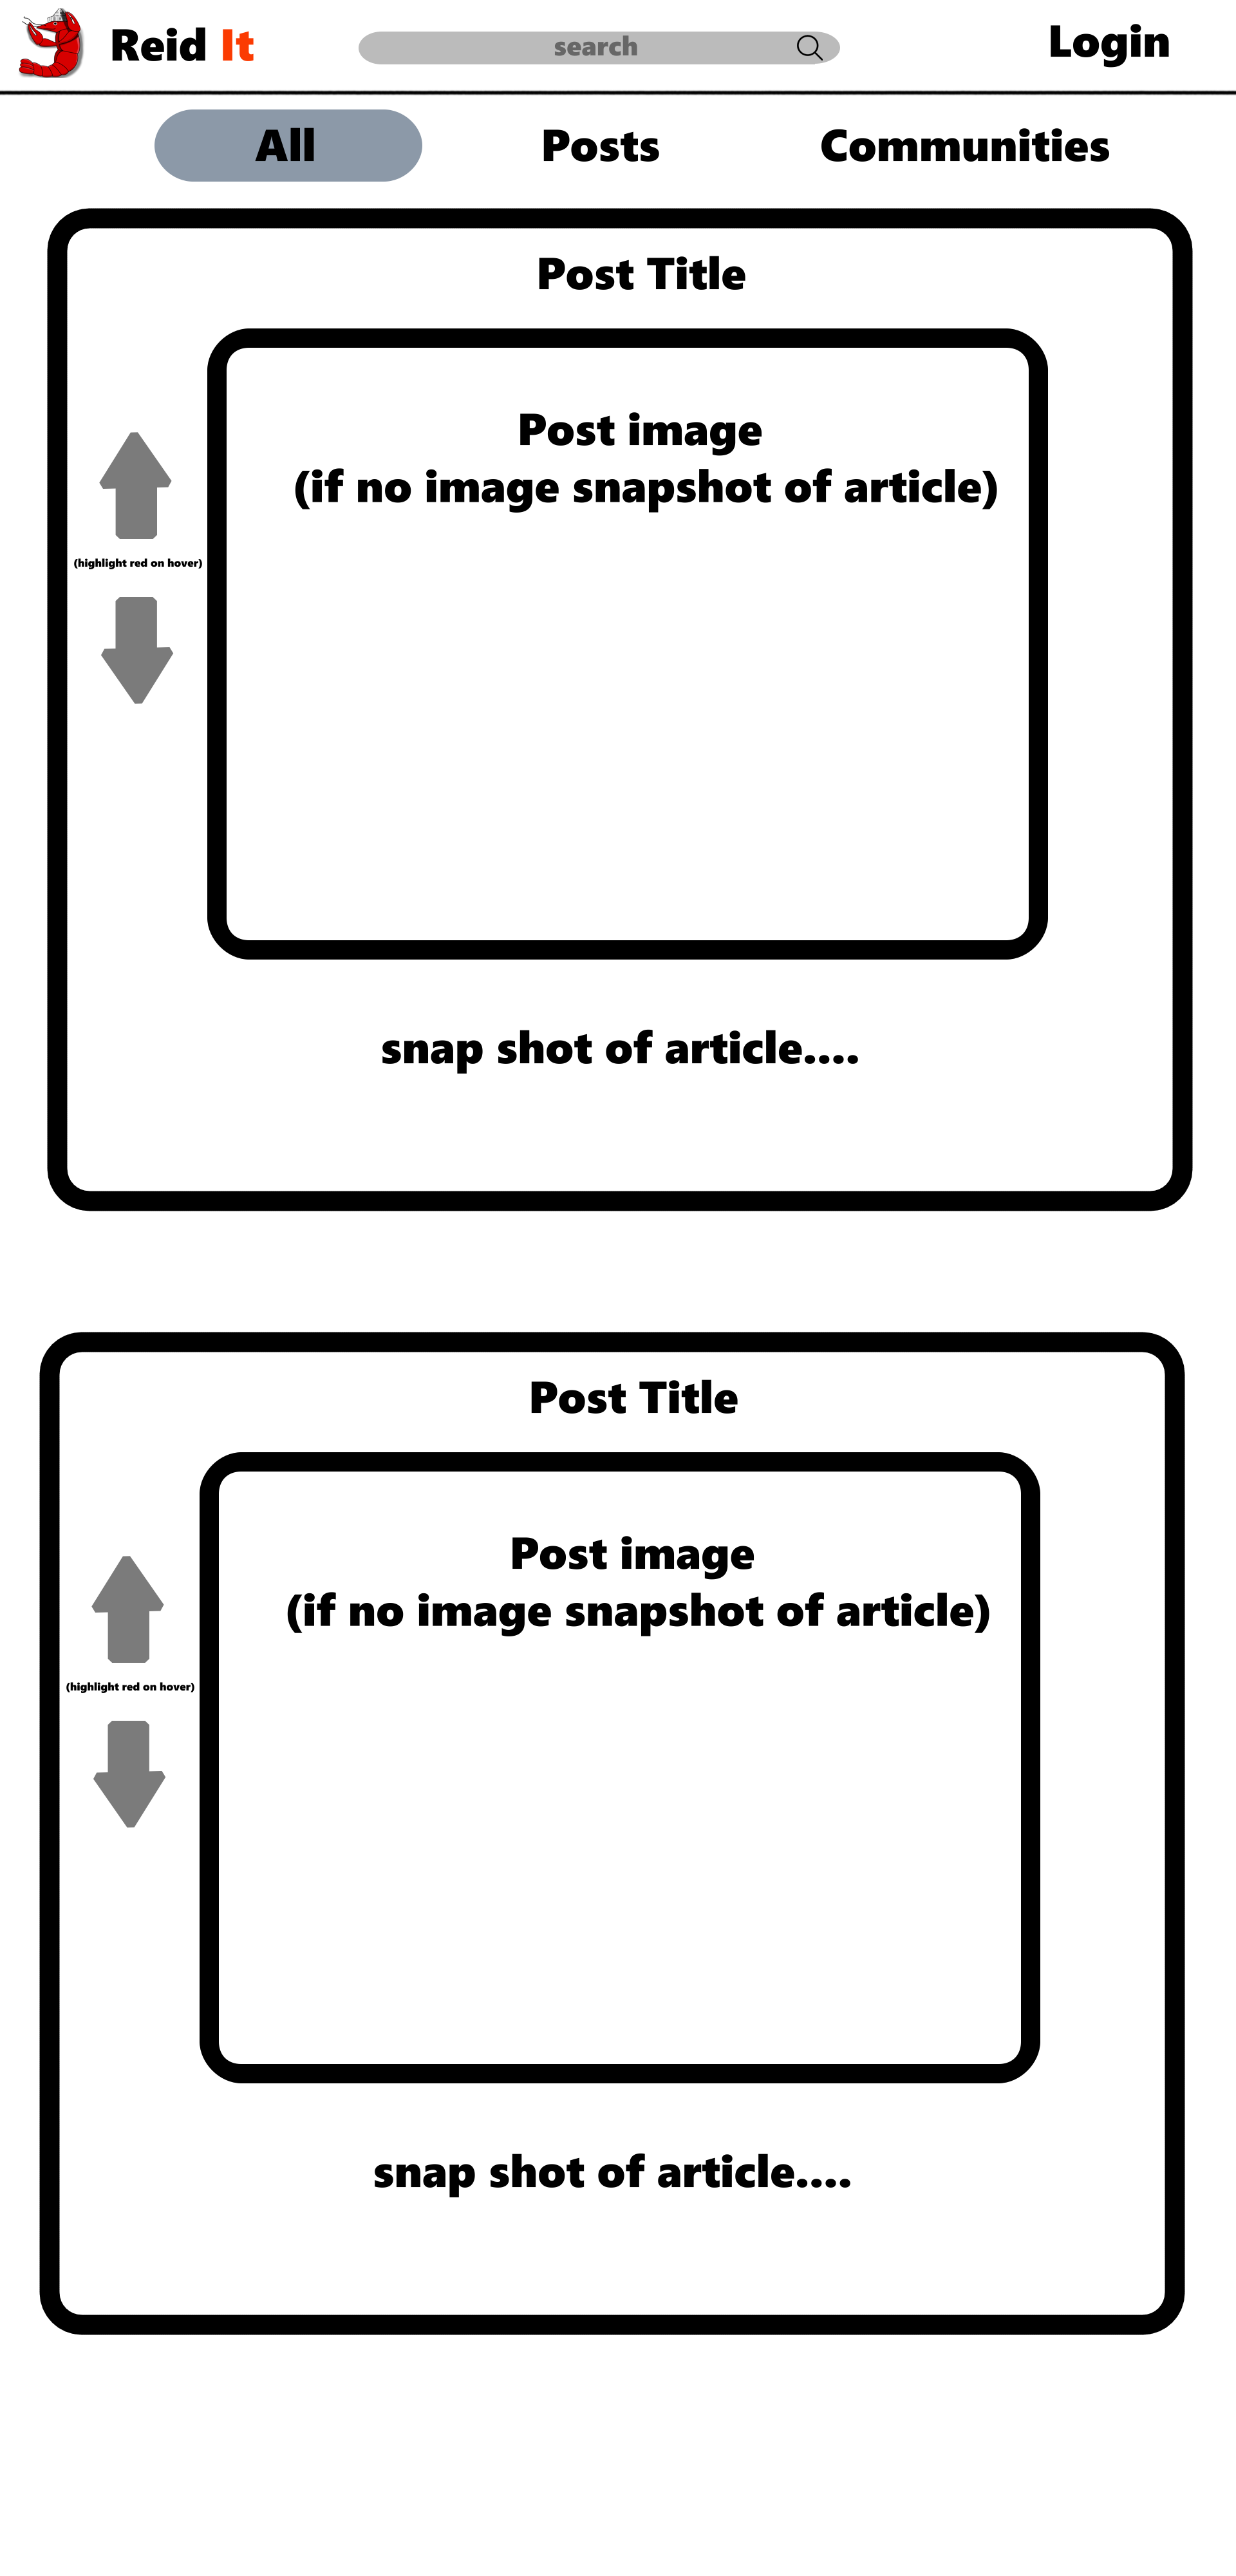 Reid It
search
Login
All
Posts
Communities
Post Title
Post image
(if no image snapshot of article)
(highlight red on hover)
snap shot of article....
Post Title
Post image
(if no image snapshot of article)
(highlight red on hover)
snap shot of article....